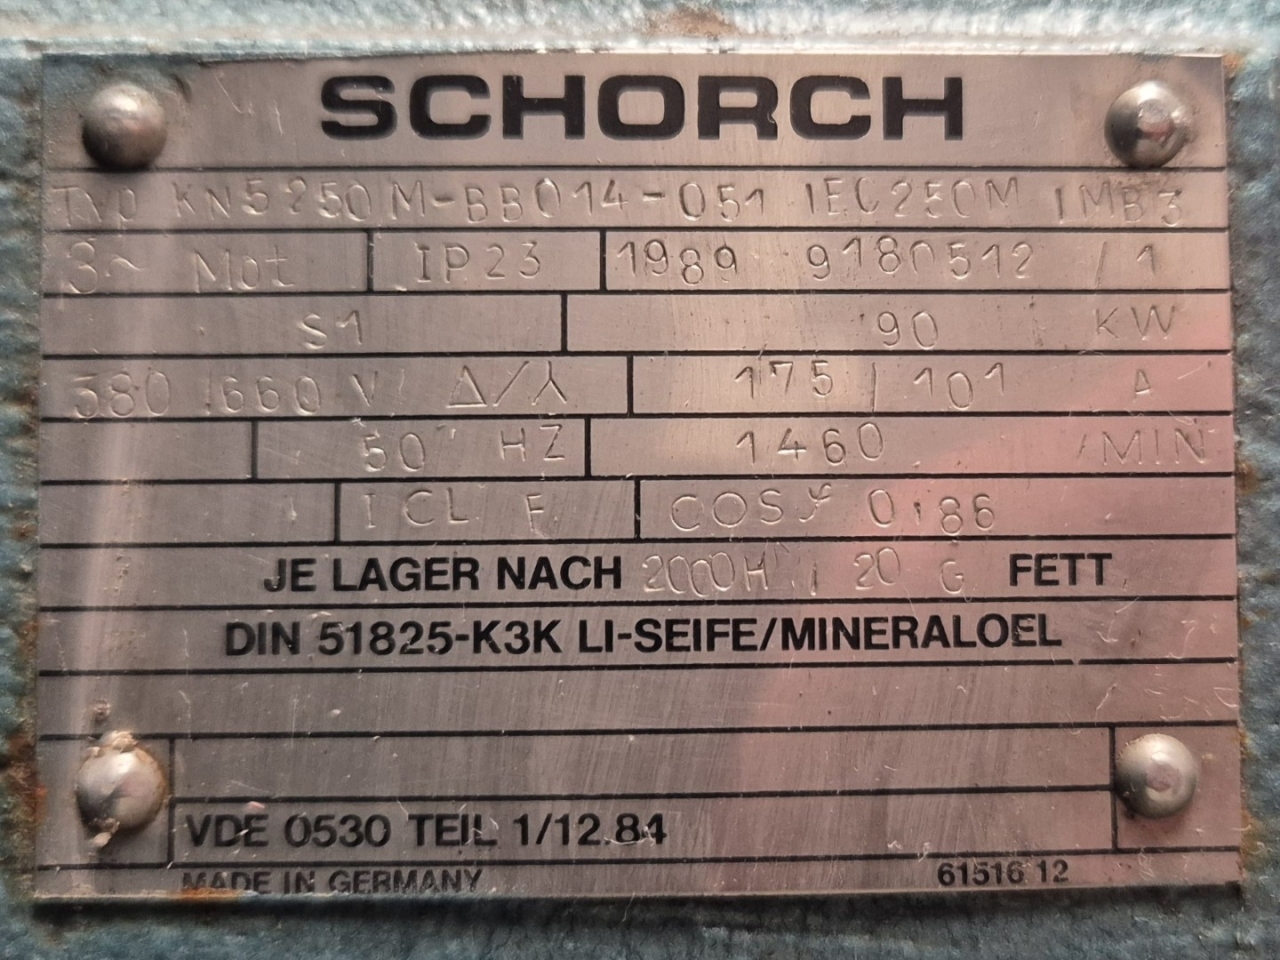 SCHORCH
Typ KN5250M-BB014-051 IEC250M IMB3
3~ Mot IP23 1989 9180512 /1
S1 90 KW
380/660 V Δ/⅄ 175/101 A
50 HZ 1460 /MIN
I CL F COSφ 0,86
JE LAGER NACH 2000H / 20 G FETT
DIN 51825-K3K LI-SEIFE/MINERALOEL
VDE 0530 TEIL 1/12.84
MADE IN GERMANY 61516 12